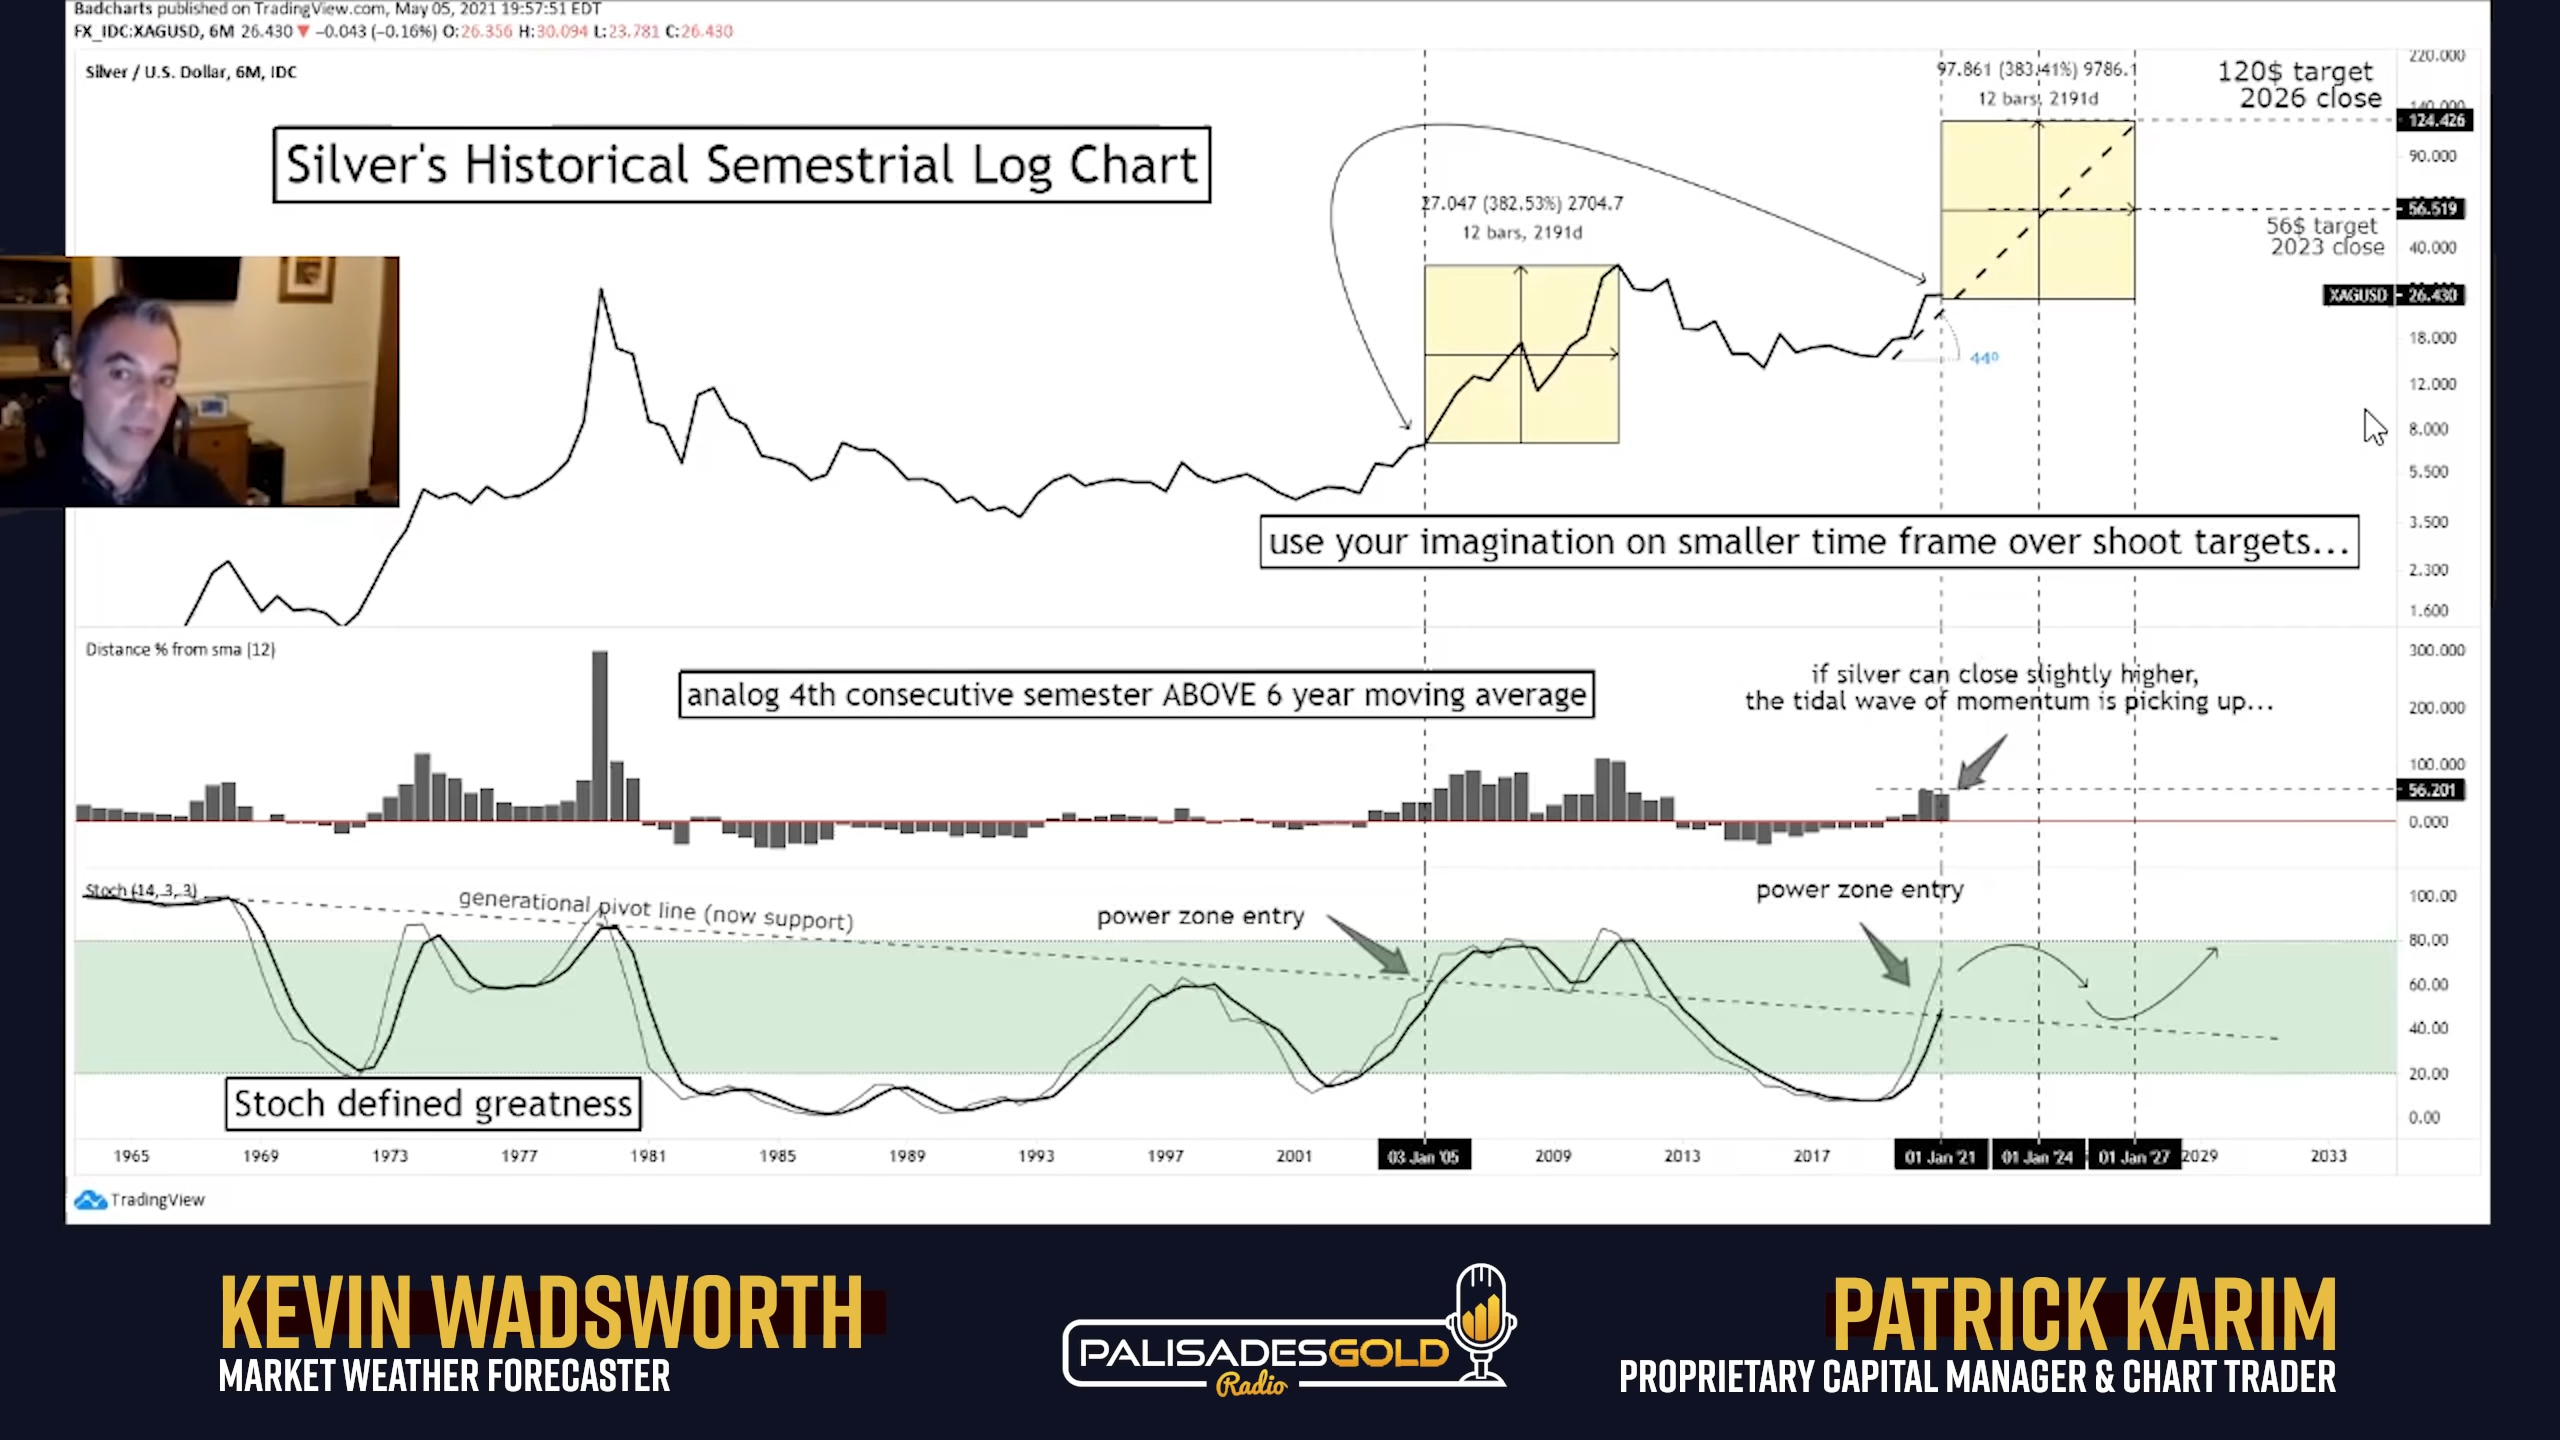 Badcharts published on TradingView.com, May 05, 2021 19:57:51 EDT
FX_IDC:XAGUSD, 6M 26.430 ▼ −0.043 (−0.16%) O:26.356 H:30.094 L:23.781 C:26.430
Silver / U.S. Dollar, 6M, IDC
Silver's Historical Semestrial Log Chart
27.047 (382.53%) 2704.7
12 bars, 2191d
97.861 (383.41%) 9786.1
12 bars, 2191d
120$ target
2026 close
56$ target
2023 close
44º
220.000
140.000
124.426
90.000
56.519
40.000
XAGUSD
26.430
18.000
12.000
8.000
5.500
3.500
2.300
1.600
use your imagination on smaller time frame over shoot targets...
Distance % from sma (12)
analog 4th consecutive semester ABOVE 6 year moving average
if silver can close slightly higher,
the tidal wave of momentum is picking up...
300.000
200.000
100.000
56.201
0.000
Stoch (14, 3, 3)
generational pivot line (now support)
power zone entry
power zone entry
Stoch defined greatness
100.00
80.00
60.00
40.00
20.00
0.00
1965 1969 1973 1977 1981 1985 1989 1993 1997 2001 03 Jan '05 2009 2013 2017 01 Jan '21 01 Jan '24 01 Jan '27 2029 2033
TradingView
KEVIN WADSWORTH
MARKET WEATHER FORECASTER
PALISADESGOLD
Radio
PATRICK KARIM
PROPRIETARY CAPITAL MANAGER & CHART TRADER